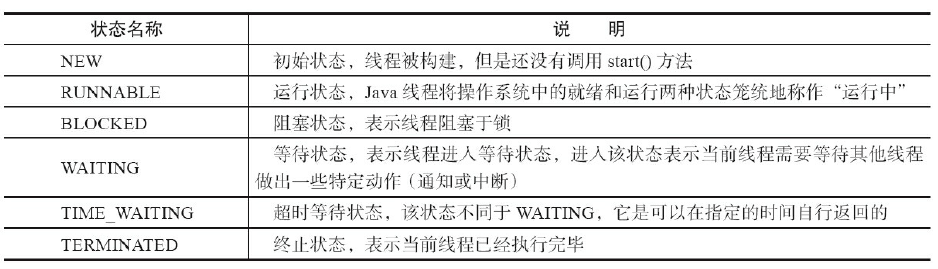 状态名称 说 明
NEW 初始状态，线程被构建，但是还没有调用 start() 方法
RUNNABLE 运行状态，Java 线程将操作系统中的就绪和运行两种状态笼统地称作“运行中”
BLOCKED 阻塞状态，表示线程阻塞于锁
WAITING 等待状态，表示线程进入等待状态，进入该状态表示当前线程需要等待其他线程
做出一些特定动作（通知或中断）
TIME_WAITING 超时等待状态，该状态不同于 WAITING，它是可以在指定的时间自行返回的
TERMINATED 终止状态，表示当前线程已经执行完毕